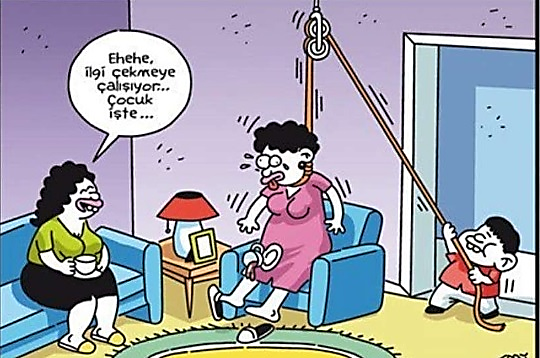 Ehehe,
ilgi çekmeye
çalışıyor..
Çocuk
işte...